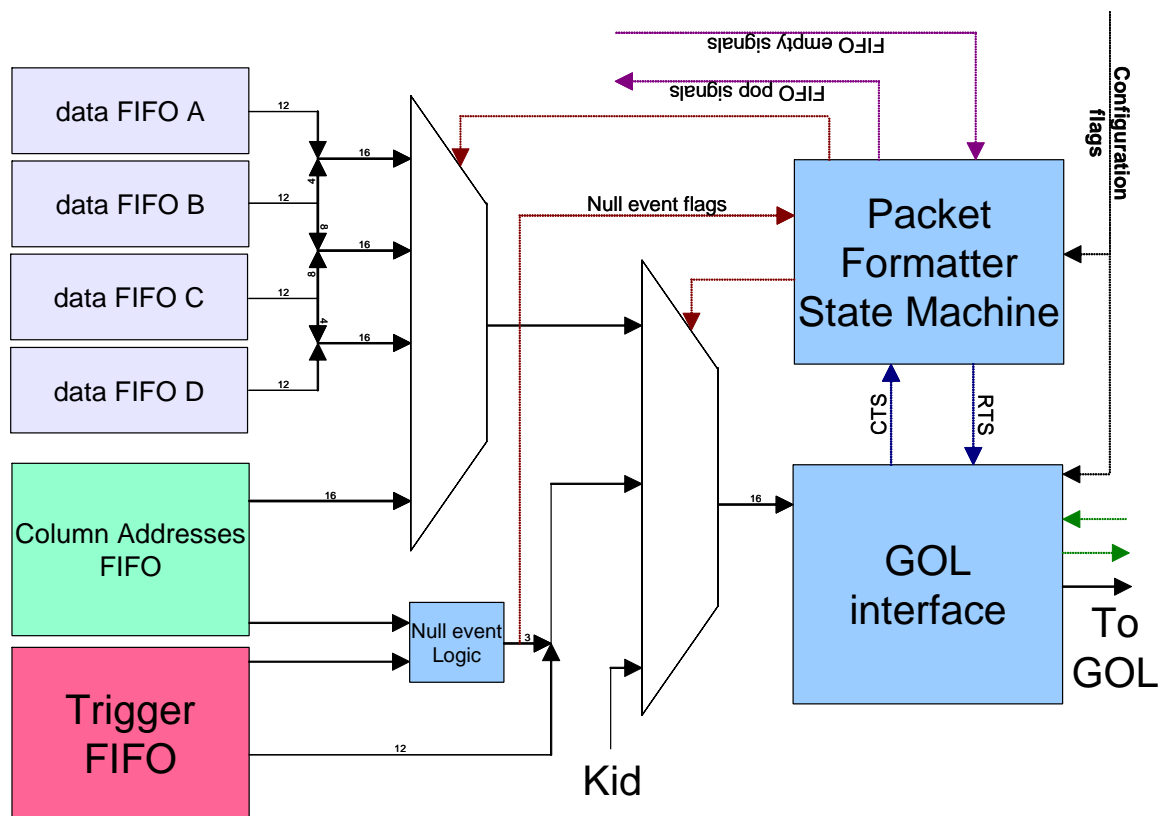 FIFO empty signals
FIFO pop signals
Configuration
flags
data FIFO A
12
16
4
data FIFO B
12
8
16
8
data FIFO C
12
4
16
data FIFO D
12
Null event flags
Packet
Formatter
State Machine
CTS
RTS
Column Addresses
FIFO
16
16
GOL
interface
To
GOL
Null event
Logic
3
Trigger
FIFO
12
Kid